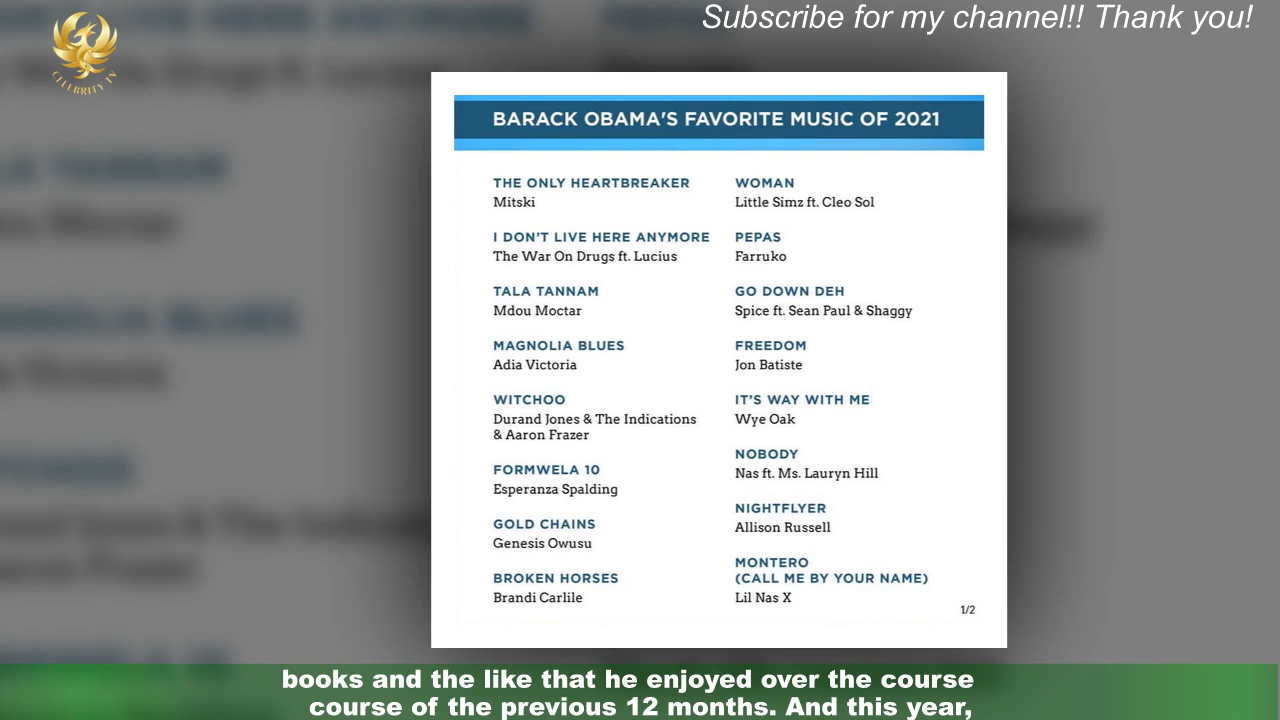 Subscribe for my channel!! Thank you!
CELEBRITY TV
BARACK OBAMA'S FAVORITE MUSIC OF 2021
THE ONLY HEARTBREAKER
Mitski
I DON'T LIVE HERE ANYMORE
The War On Drugs ft. Lucius
TALA TANNAM
Mdou Moctar
MAGNOLIA BLUES
Adia Victoria
WITCHOO
Durand Jones & The Indications
& Aaron Frazer
FORMWELA 10
Esperanza Spalding
GOLD CHAINS
Genesis Owusu
BROKEN HORSES
Brandi Carlile
WOMAN
Little Simz ft. Cleo Sol
PEPAS
Farruko
GO DOWN DEH
Spice ft. Sean Paul & Shaggy
FREEDOM
Jon Batiste
IT'S WAY WITH ME
Wye Oak
NOBODY
Nas ft. Ms. Lauryn Hill
NIGHTFLYER
Allison Russell
MONTERO
(CALL ME BY YOUR NAME)
Lil Nas X
1/2
books and the like that he enjoyed over the course
course of the previous 12 months. And this year,